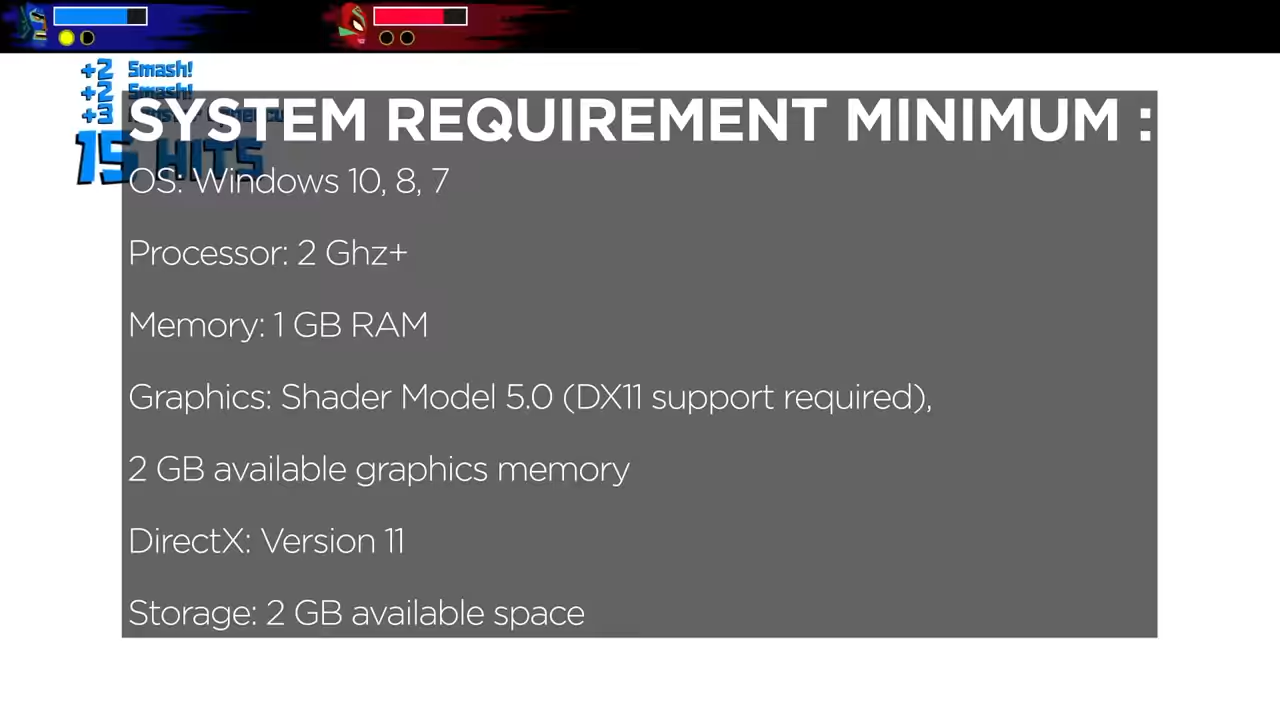 +2 Smash!
+2 Smash!
+3
15 HITS
SYSTEM REQUIREMENT MINIMUM :
OS: Windows 10, 8, 7
Processor: 2 Ghz+
Memory: 1 GB RAM
Graphics: Shader Model 5.0 (DX11 support required),
2 GB available graphics memory
DirectX: Version 11
Storage: 2 GB available space